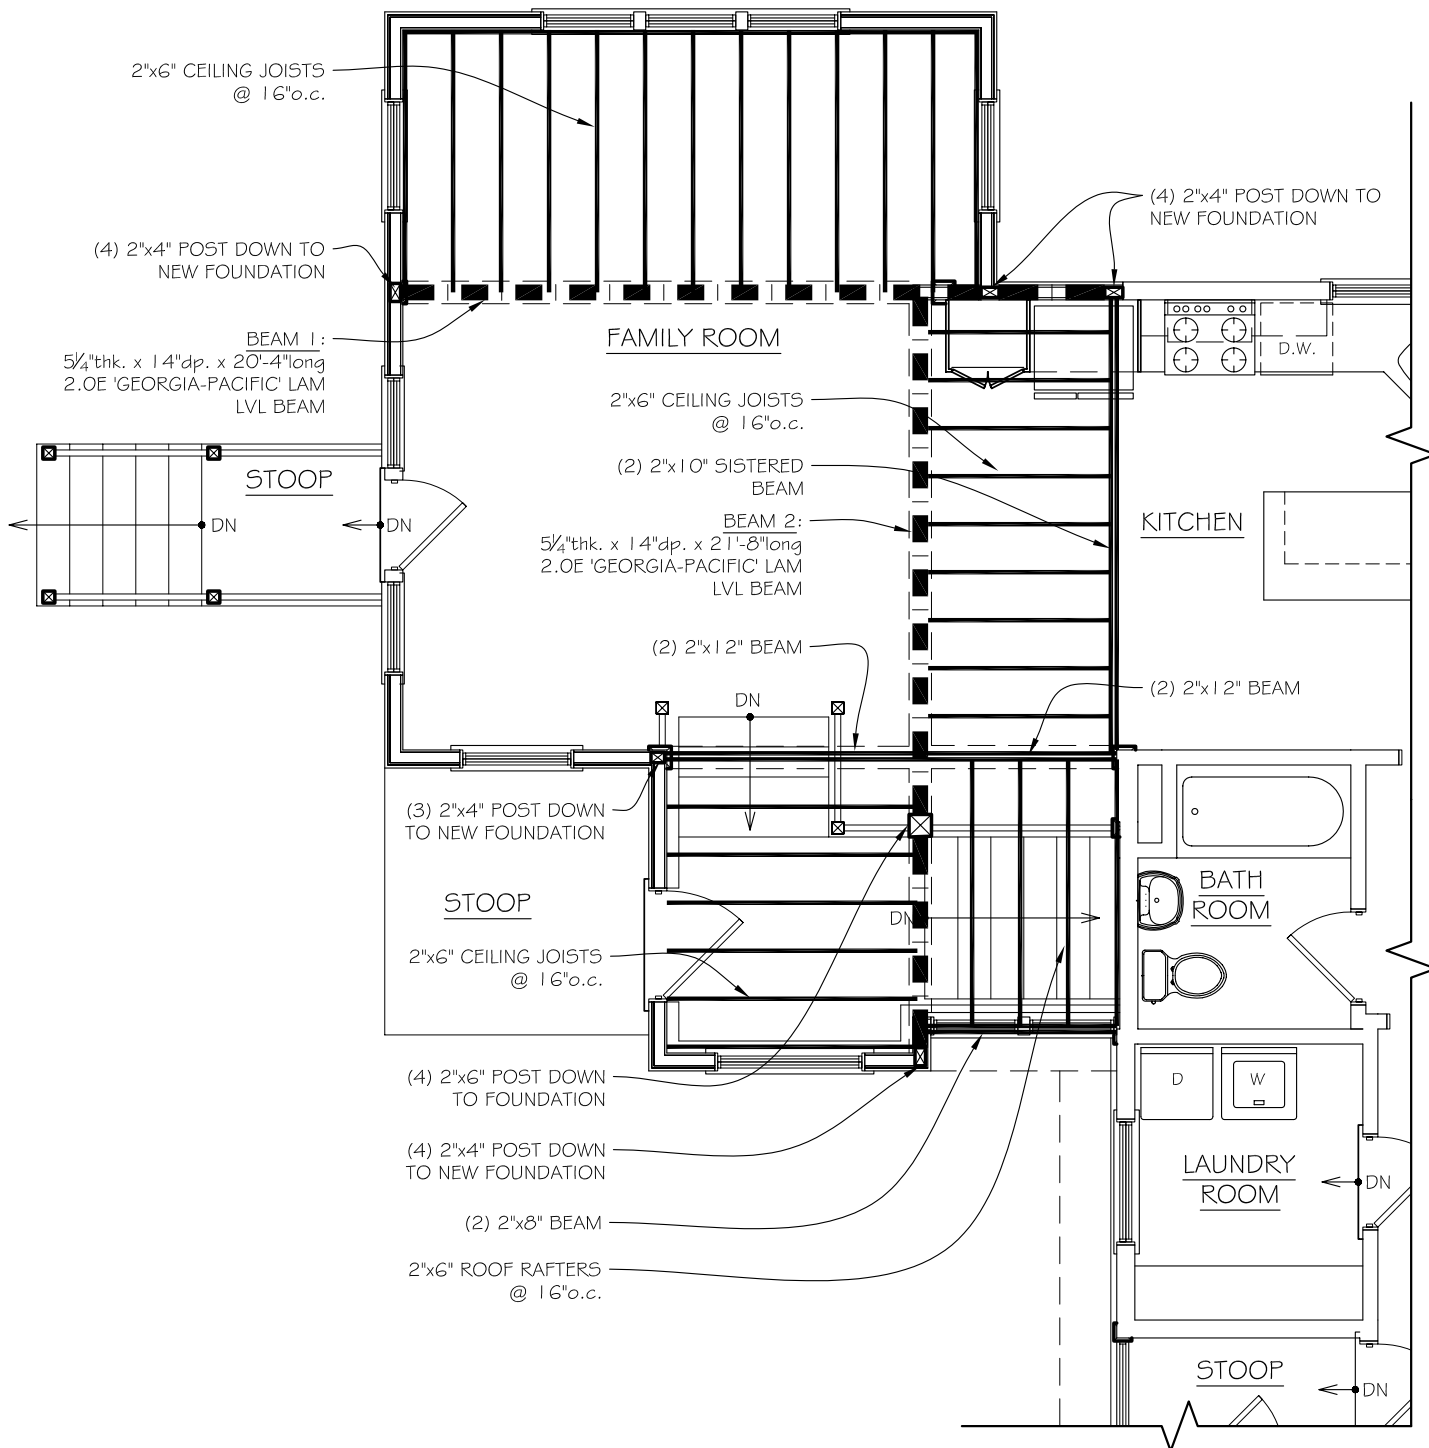 2"x6" CEILING JOISTS
@ 16"o.c.
(4) 2"x4" POST DOWN TO
NEW FOUNDATION
(4) 2"x4" POST DOWN TO
NEW FOUNDATION
BEAM 1:
5¼"thk. x 14"dp. x 20'-4"long
2.0E 'GEORGIA-PACIFIC' LAM
LVL BEAM
FAMILY ROOM
D.W.
2"x6" CEILING JOISTS
@ 16"o.c.
(2) 2"x10" SISTERED
BEAM
STOOP
DN
DN
BEAM 2:
5¼"thk. x 14"dp. x 21'-8"long
2.0E 'GEORGIA-PACIFIC' LAM
LVL BEAM
KITCHEN
(2) 2"x12" BEAM
(2) 2"x12" BEAM
DN
(3) 2"x4" POST DOWN
TO NEW FOUNDATION
STOOP
BATH
ROOM
DN
2"x6" CEILING JOISTS
@ 16"o.c.
(4) 2"x6" POST DOWN
TO FOUNDATION
D
W
(4) 2"x4" POST DOWN
TO NEW FOUNDATION
LAUNDRY
ROOM
DN
(2) 2"x8" BEAM
2"x6" ROOF RAFTERS
@ 16"o.c.
STOOP
DN